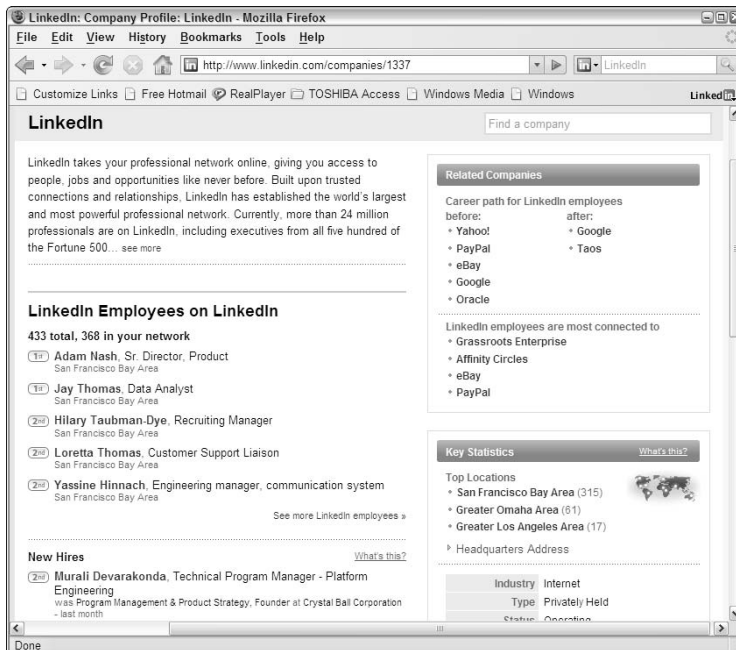 LinkedIn: Company Profile: LinkedIn - Mozilla Firefox
File Edit View History Bookmarks Tools Help
http://www.linkedin.com/companies/1337
LinkedIn
Customize Links Free Hotmail RealPlayer TOSHIBA Access Windows Media Windows
Linkedin
LinkedIn
Find a company
LinkedIn takes your professional network online, giving you access to
people, jobs and opportunities like never before. Built upon trusted
connections and relationships, LinkedIn has established the world's largest
and most powerful professional network. Currently, more than 24 million
professionals are on LinkedIn, including executives from all five hundred of
the Fortune 500... see more
LinkedIn Employees on LinkedIn
433 total, 368 in your network
1st Adam Nash, Sr. Director, Product
San Francisco Bay Area
1st Jay Thomas, Data Analyst
San Francisco Bay Area
2nd Hilary Taubman-Dye, Recruiting Manager
San Francisco Bay Area
2nd Loretta Thomas, Customer Support Liaison
San Francisco Bay Area
2nd Yassine Hinnach, Engineering manager, communication system
San Francisco Bay Area
See more LinkedIn employees »
New Hires What's this?
2nd Murali Devarakonda, Technical Program Manager - Platform
Engineering
was Program Management & Product Strategy, Founder at Crystal Ball Corporation
- last month
Related Companies
Career path for LinkedIn employees
before: after:
Yahoo! Google
PayPal Taos
eBay
Google
Oracle
LinkedIn employees are most connected to
Grassroots Enterprise
Affinity Circles
eBay
PayPal
Key Statistics What's this?
Top Locations
San Francisco Bay Area (315)
Greater Omaha Area (61)
Greater Los Angeles Area (17)
Headquarters Address
Industry Internet
Type Privately Held
Status Operating
Done